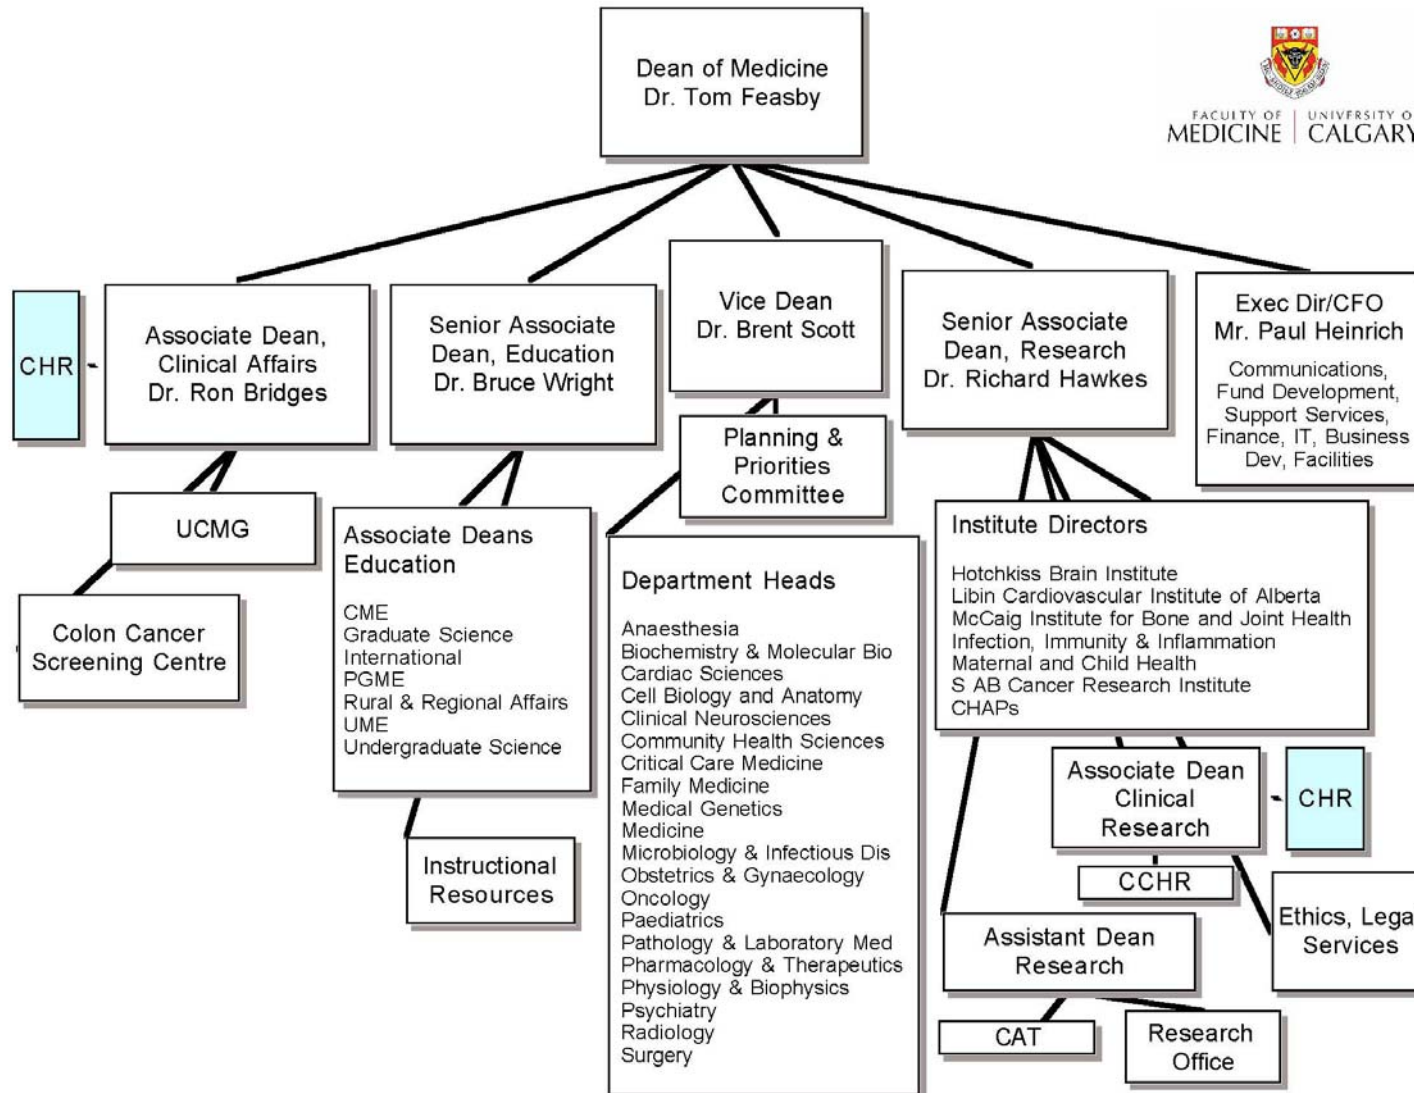 Dean of Medicine
Dr. Tom Feasby
FACULTY OF
MEDICINE
UNIVERSITY O
CALGARY
CHR
Associate Dean,
Clinical Affairs
Dr. Ron Bridges
Senior Associate
Dean, Education
Dr. Bruce Wright
Vice Dean
Dr. Brent Scott
Senior Associate
Dean, Research
Dr. Richard Hawkes
Exec Dir/CFO
Mr. Paul Heinrich
Communications,
Fund Development,
Support Services,
Finance, IT, Business
Dev, Facilities
UCMG
Colon Cancer
Screening Centre
Associate Deans
Education
CME
Graduate Science
International
PGME
Rural & Regional Affairs
UME
Undergraduate Science
Instructional
Resources
Planning &
Priorities
Committee
Department Heads
Anaesthesia
Biochemistry & Molecular Bio
Cardiac Sciences
Cell Biology and Anatomy
Clinical Neurosciences
Community Health Sciences
Critical Care Medicine
Family Medicine
Medical Genetics
Medicine
Microbiology & Infectious Dis
Obstetrics & Gynaecology
Oncology
Paediatrics
Pathology & Laboratory Med
Pharmacology & Therapeutics
Physiology & Biophysics
Psychiatry
Radiology
Surgery
Institute Directors
Hotchkiss Brain Institute
Libin Cardiovascular Institute of Alberta
McCaig Institute for Bone and Joint Health
Infection, Immunity & Inflammation
Maternal and Child Health
S AB Cancer Research Institute
CHAPs
Associate Dean
Clinical
Research
CHR
CCHR
Ethics, Lega
Services
Assistant Dean
Research
CAT
Research
Office